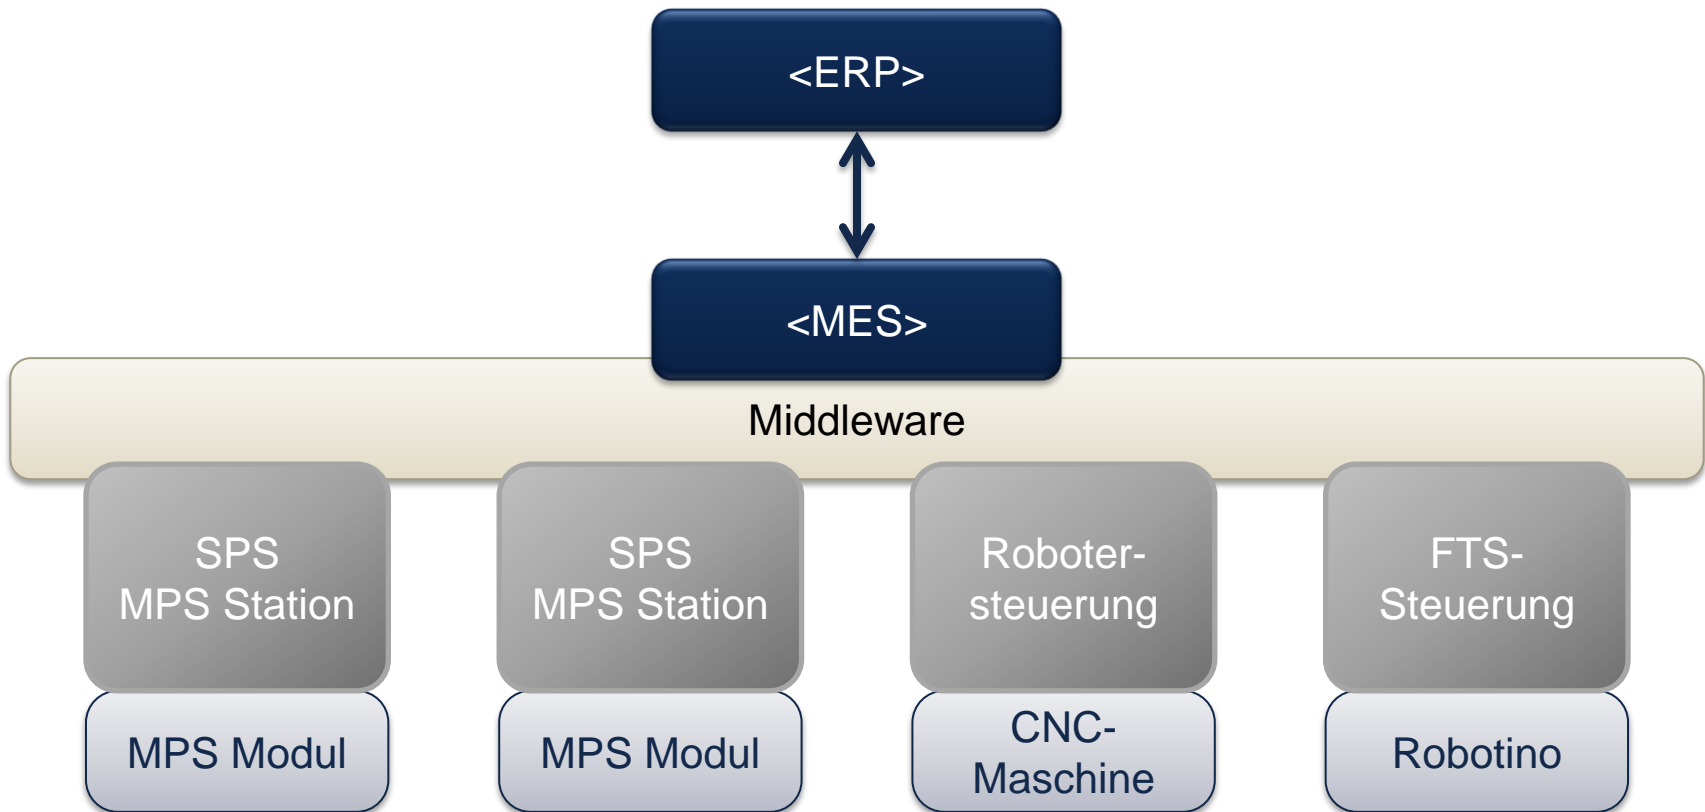 <ERP>
<MES>
Middleware
SPS
MPS Station
SPS
MPS Station
Roboter-
steuerung
FTS-
Steuerung
MPS Modul
MPS Modul
CNC-
Maschine
Robotino